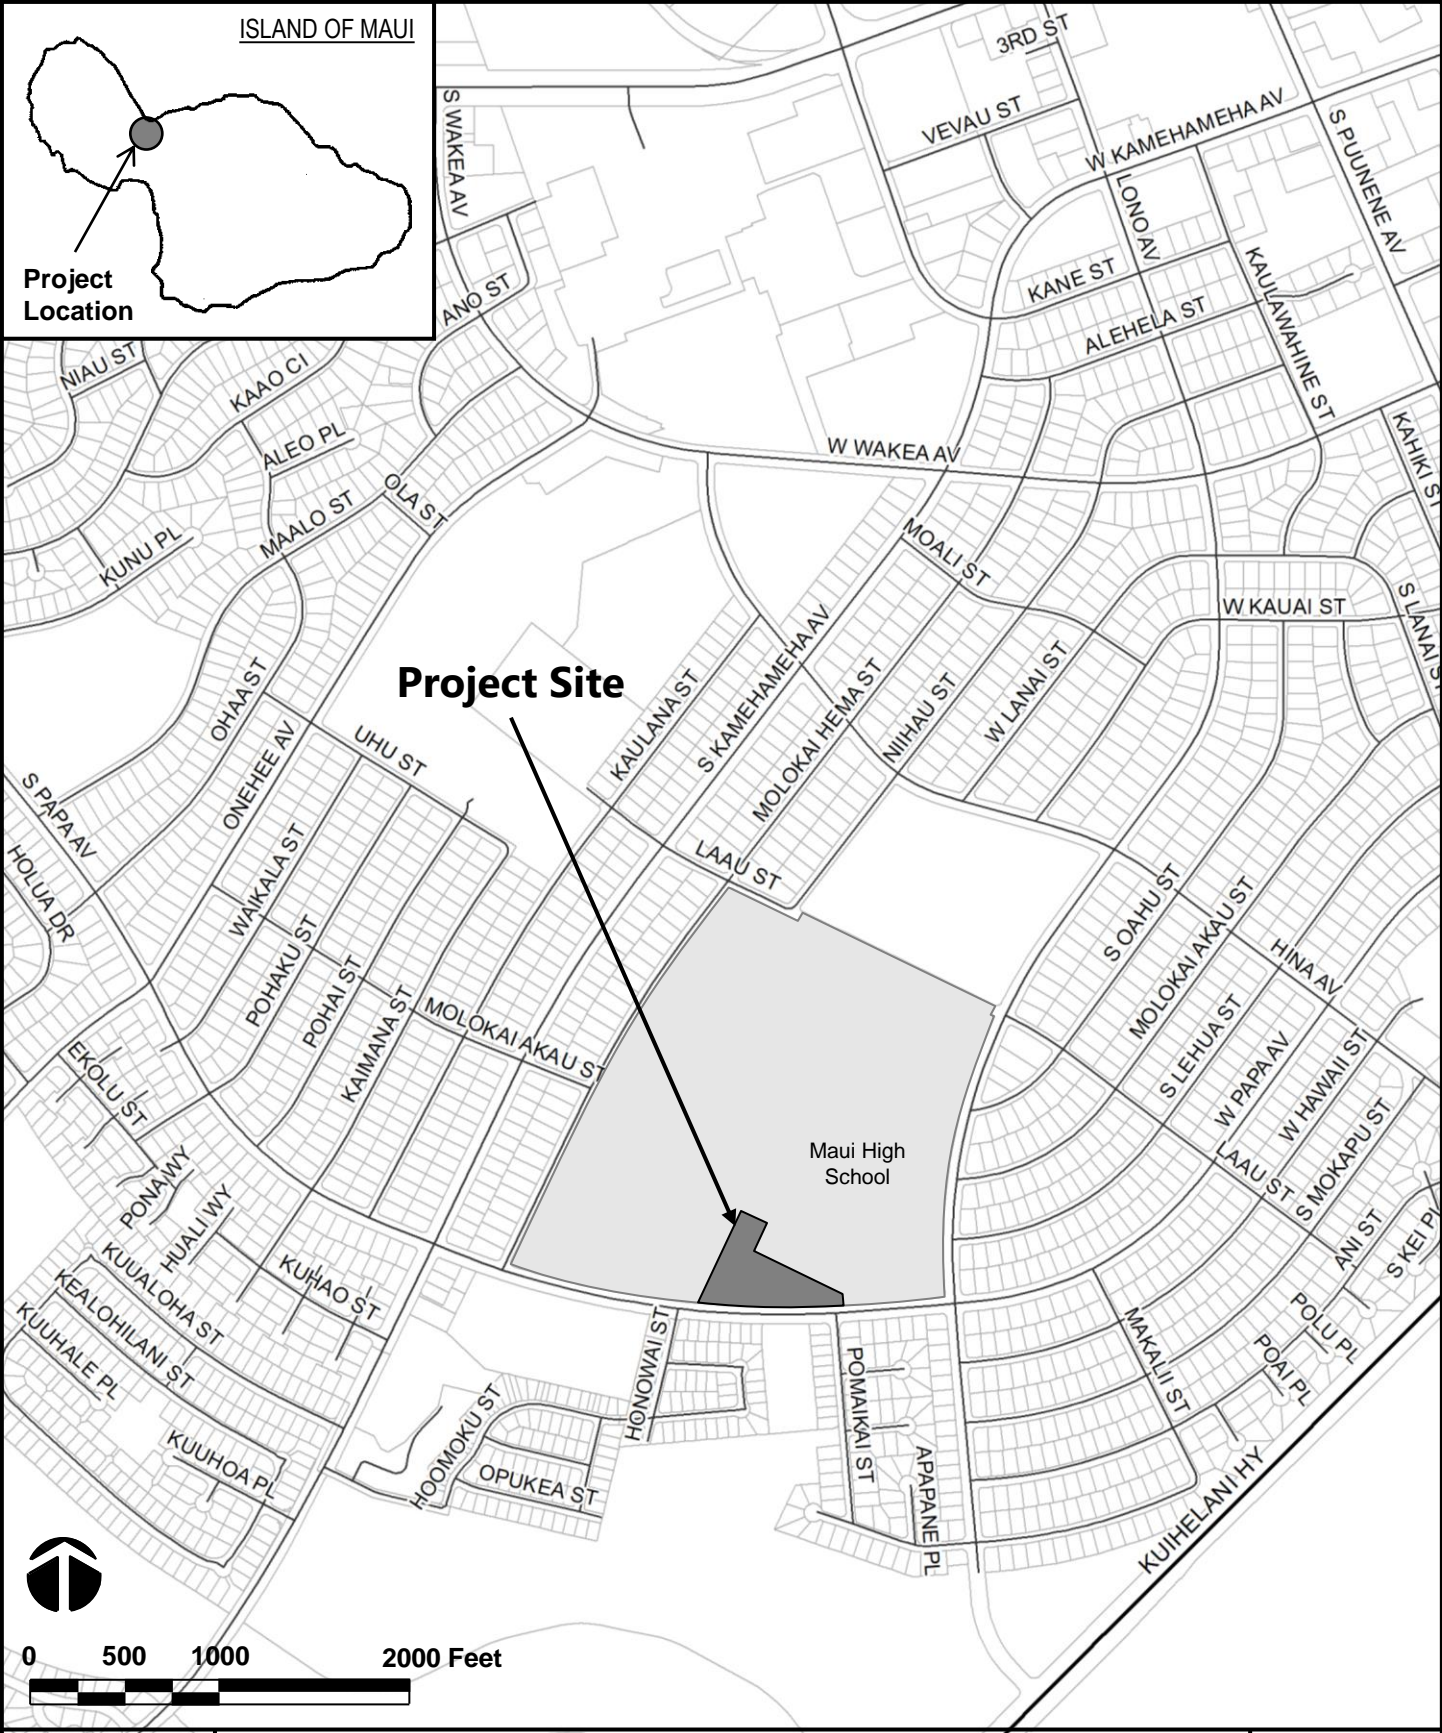 ISLAND OF MAUI
Project
Location
3RD ST
S WAKEA AV
VEVAU ST
W KAMEHAMEHA AV
S PUUNENE AV
LONO AV
KANE ST
KAULAWAHINE ST
ANO ST
ALEHELA ST
NIAU ST
KAAO CI
ALEO PL
W WAKEA AV
KAHIKI ST
OLA ST
MAALO ST
KUNU PL
MOALI ST
W KAUAI ST
S LANAI ST
Project Site
OHAA ST
KAULANA ST
S KAMEHAMEHA AV
MOLOKAI HEMA ST
NIIHAU ST
W LANAI ST
UHU ST
ONEHEE AV
S PAPA AV
HOLUA DR
WAIKALA ST
LAAU ST
POHAKU ST
POHAI ST
KAIMANA ST
MOLOKAI AKAU ST
S OAHU ST
MOLOKAI AKAU ST
HINA AV
S LEHUA ST
W PAPA AV
W HAWAII ST
S MOKAPU ST
LAAU ST
EKOLU ST
Maui High
School
PONA WY
HUALI WY
ANI ST
S KEI PL
KUHAO ST
KUUALOHA ST
KEALOHILANI ST
KUUHALE PL
HONOWAI ST
POMAIKAI ST
MAKALII ST
POLU PL
POAI PL
KUUHOA PL
HOOMOKU ST
OPUKEA ST
APAPANE PL
KUIHELANI HY
0 500 1000 2000 Feet